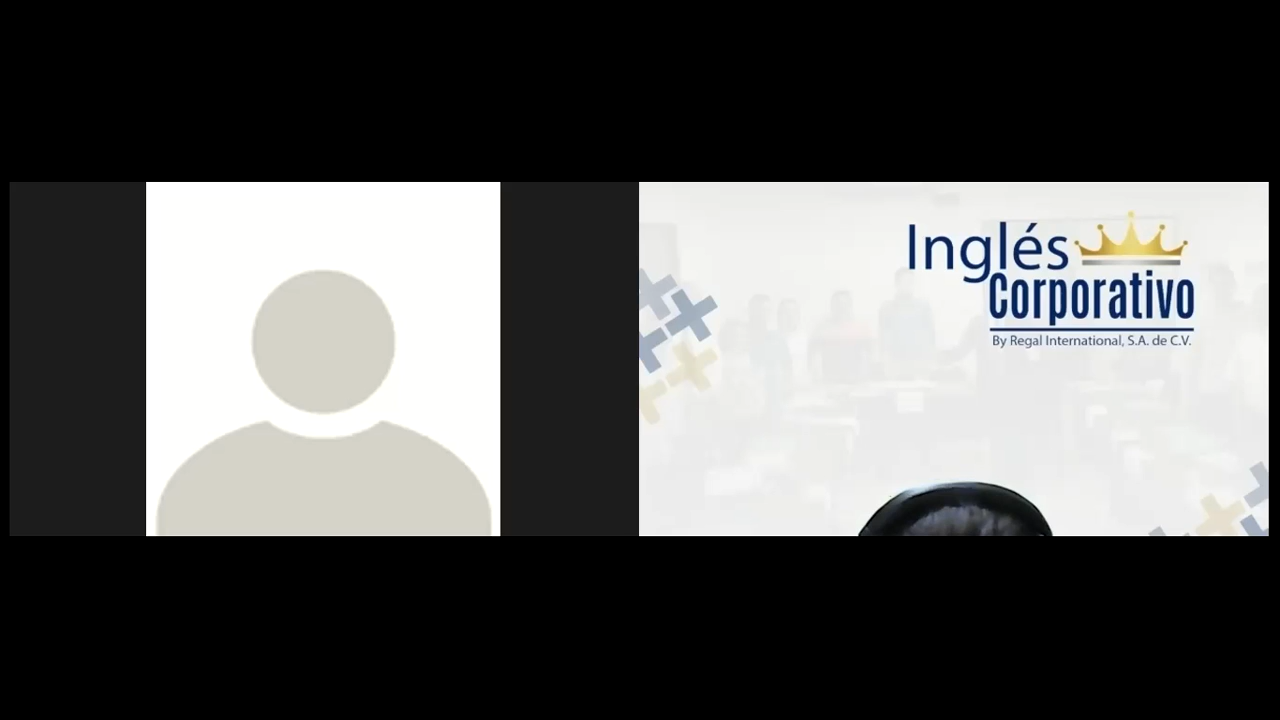 Inglés
Corporativo
By Regal International, S.A. de C.V.